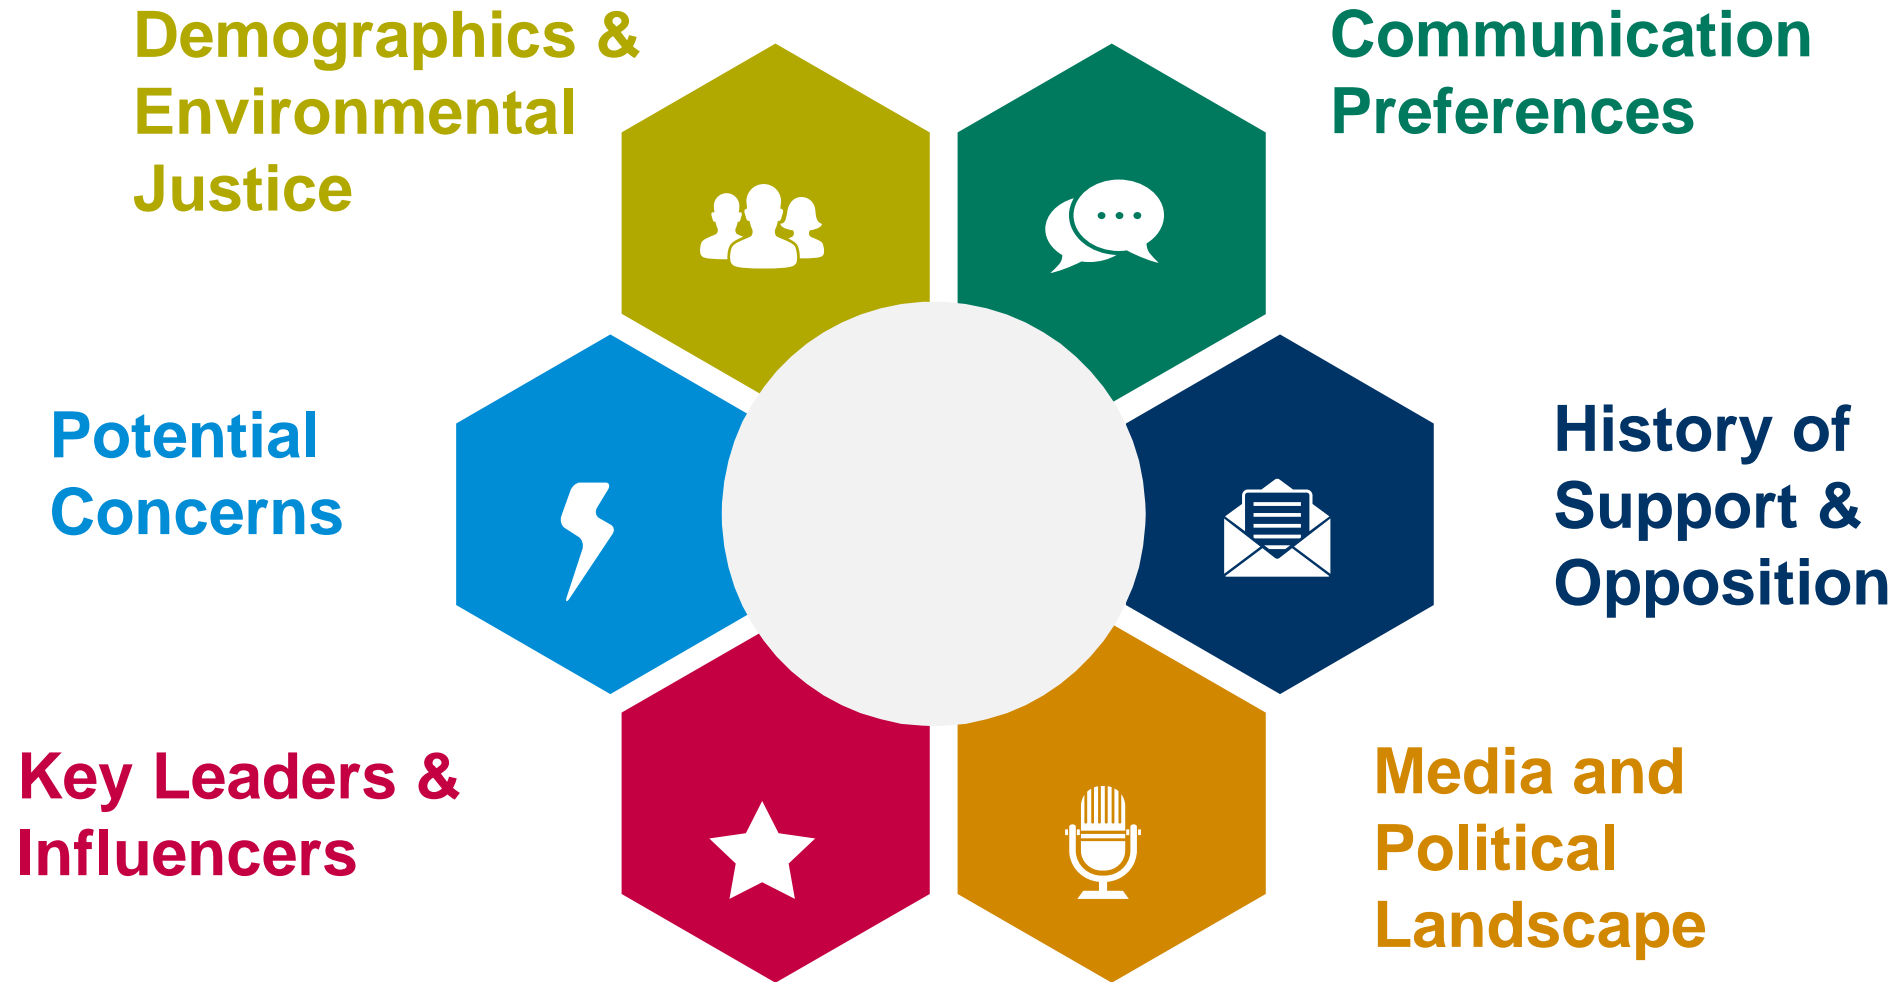 Demographics &
Environmental
Justice
Communication
Preferences
Potential
Concerns
History of
Support &
Opposition
Key Leaders &
Influencers
Media and
Political
Landscape